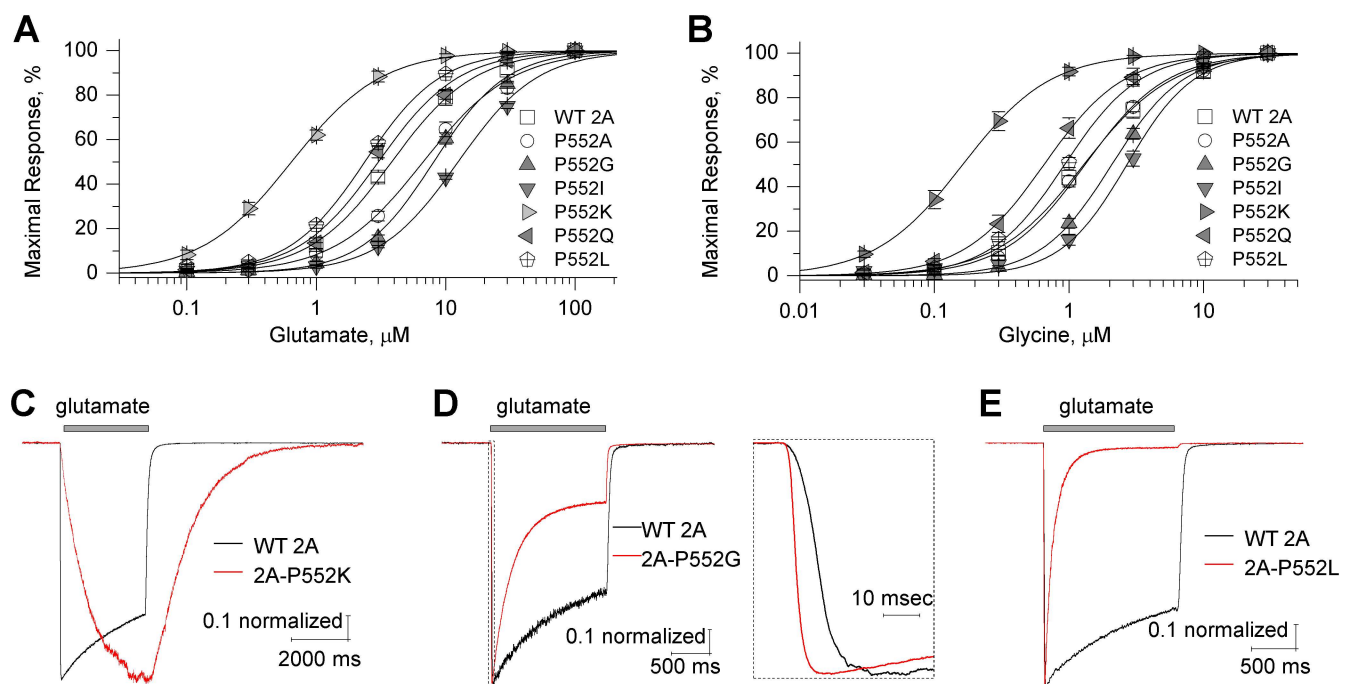 A
Maximal Response, %
100
80
60
40
20
0
0.1
1
10
100
Glutamate, μM
WT 2A
P552A
P552G
P552I
P552K
P552Q
P552L
B
Maximal Response, %
100
80
60
40
20
0
0.01
0.1
1
10
Glycine, μM
WT 2A
P552A
P552G
P552I
P552K
P552Q
P552L
C
glutamate
WT 2A
2A-P552K
0.1 normalized
2000 ms
D
glutamate
WT 2A
2A-P552G
0.1 normalized
500 ms
10 msec
E
glutamate
WT 2A
2A-P552L
0.1 normalized
500 ms